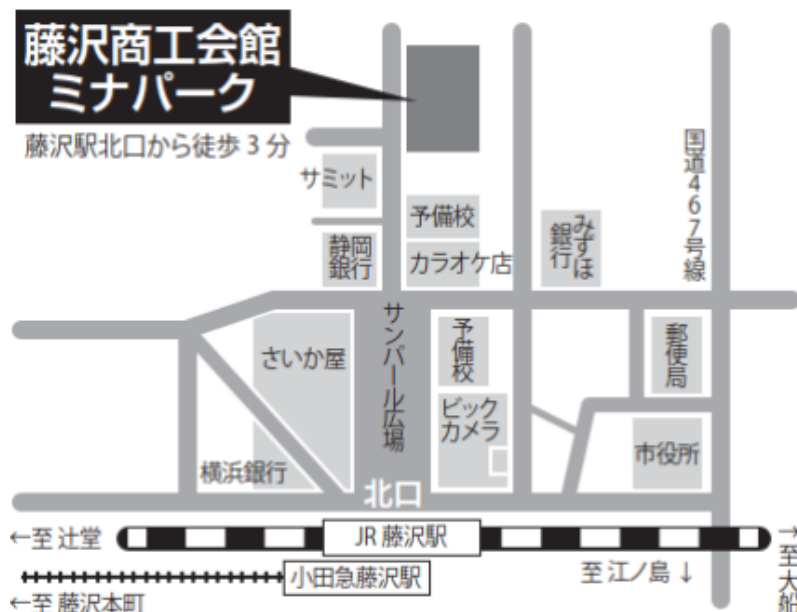 藤沢商工会館
ミナパーク
藤沢駅北口から徒歩3分
サミット
予備校
静岡
銀行
カラオケ店
みずほ
銀行
国道467号線
さいか屋
サンパール広場
予備校
ビック
カメラ
郵便局
市役所
横浜銀行
北口
←至 辻堂
JR 藤沢駅
→至大船
小田急藤沢駅
至 江ノ島 ↓
←至 藤沢本町